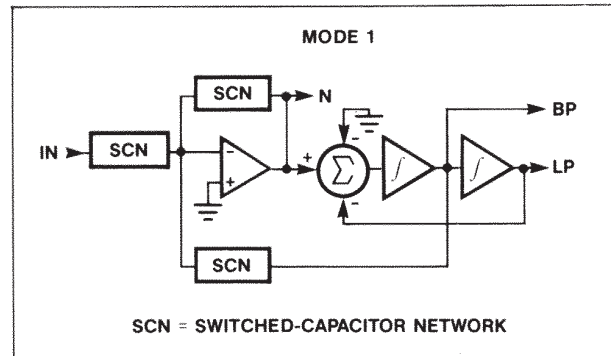 MODE 1
SCN
N
BP
IN
SCN
-
+
+
-
Σ
-
∫
∫
LP
SCN
SCN = SWITCHED-CAPACITOR NETWORK